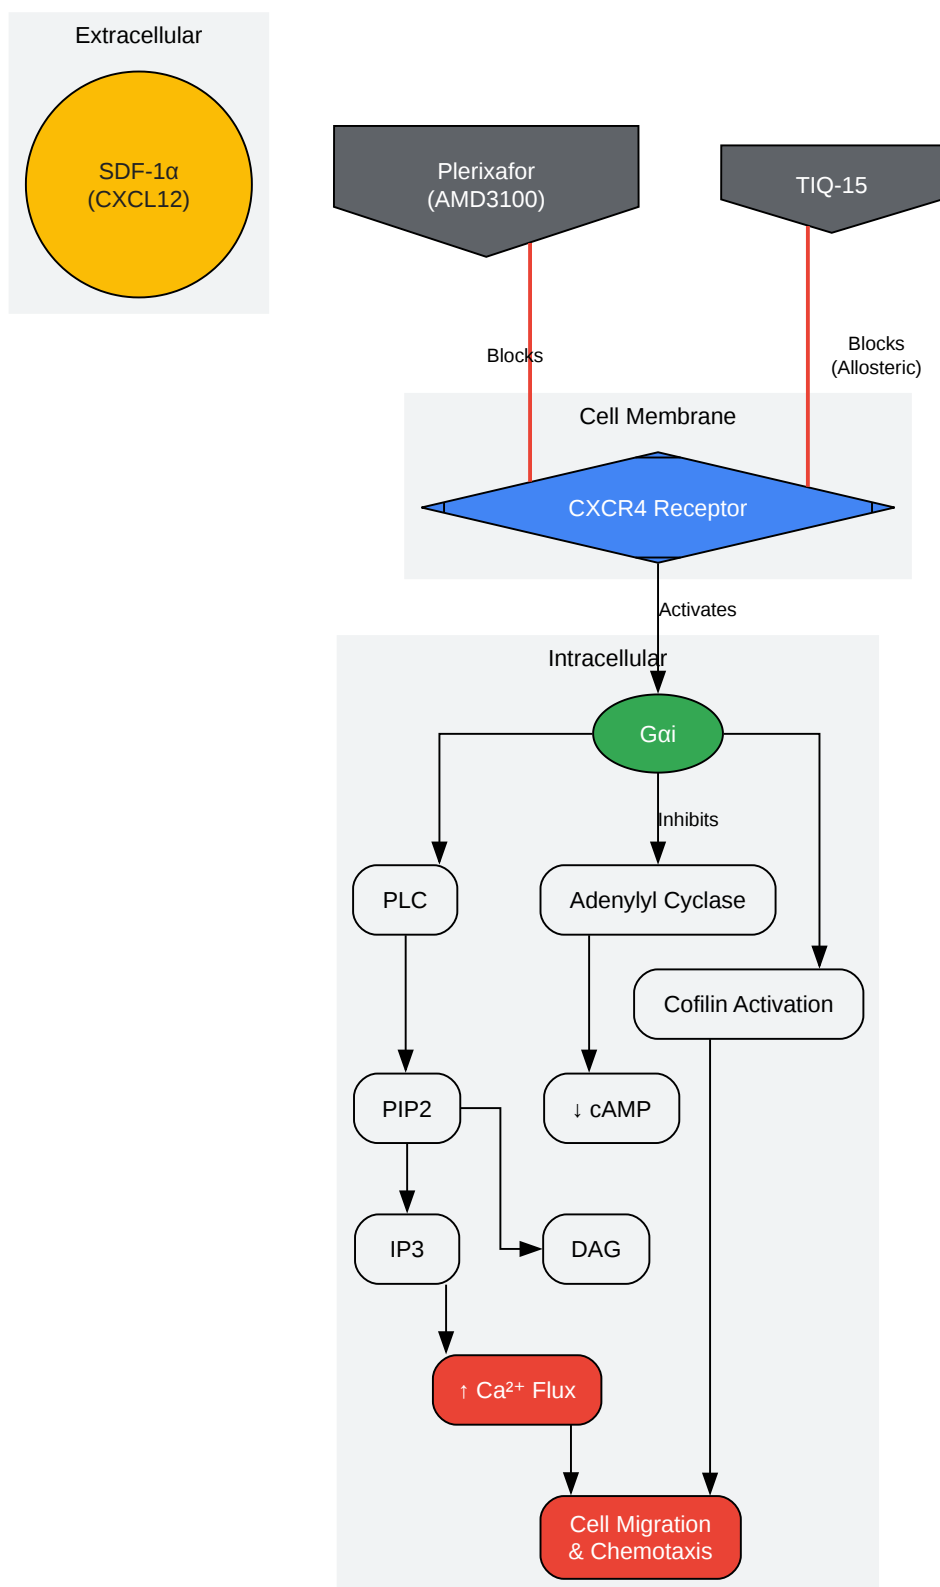 Extracellular
SDF-1α
(CXCL12)
Plerixafor
(AMD3100)
TIQ-15
Blocks
Blocks
(Allosteric)
Cell Membrane
CXCR4 Receptor
Activates
Intracellular
Gαi
Inhibits
PLC
Adenylyl Cyclase
Cofilin Activation
PIP2
↓ cAMP
IP3
DAG
↑ Ca²⁺ Flux
Cell Migration
& Chemotaxis